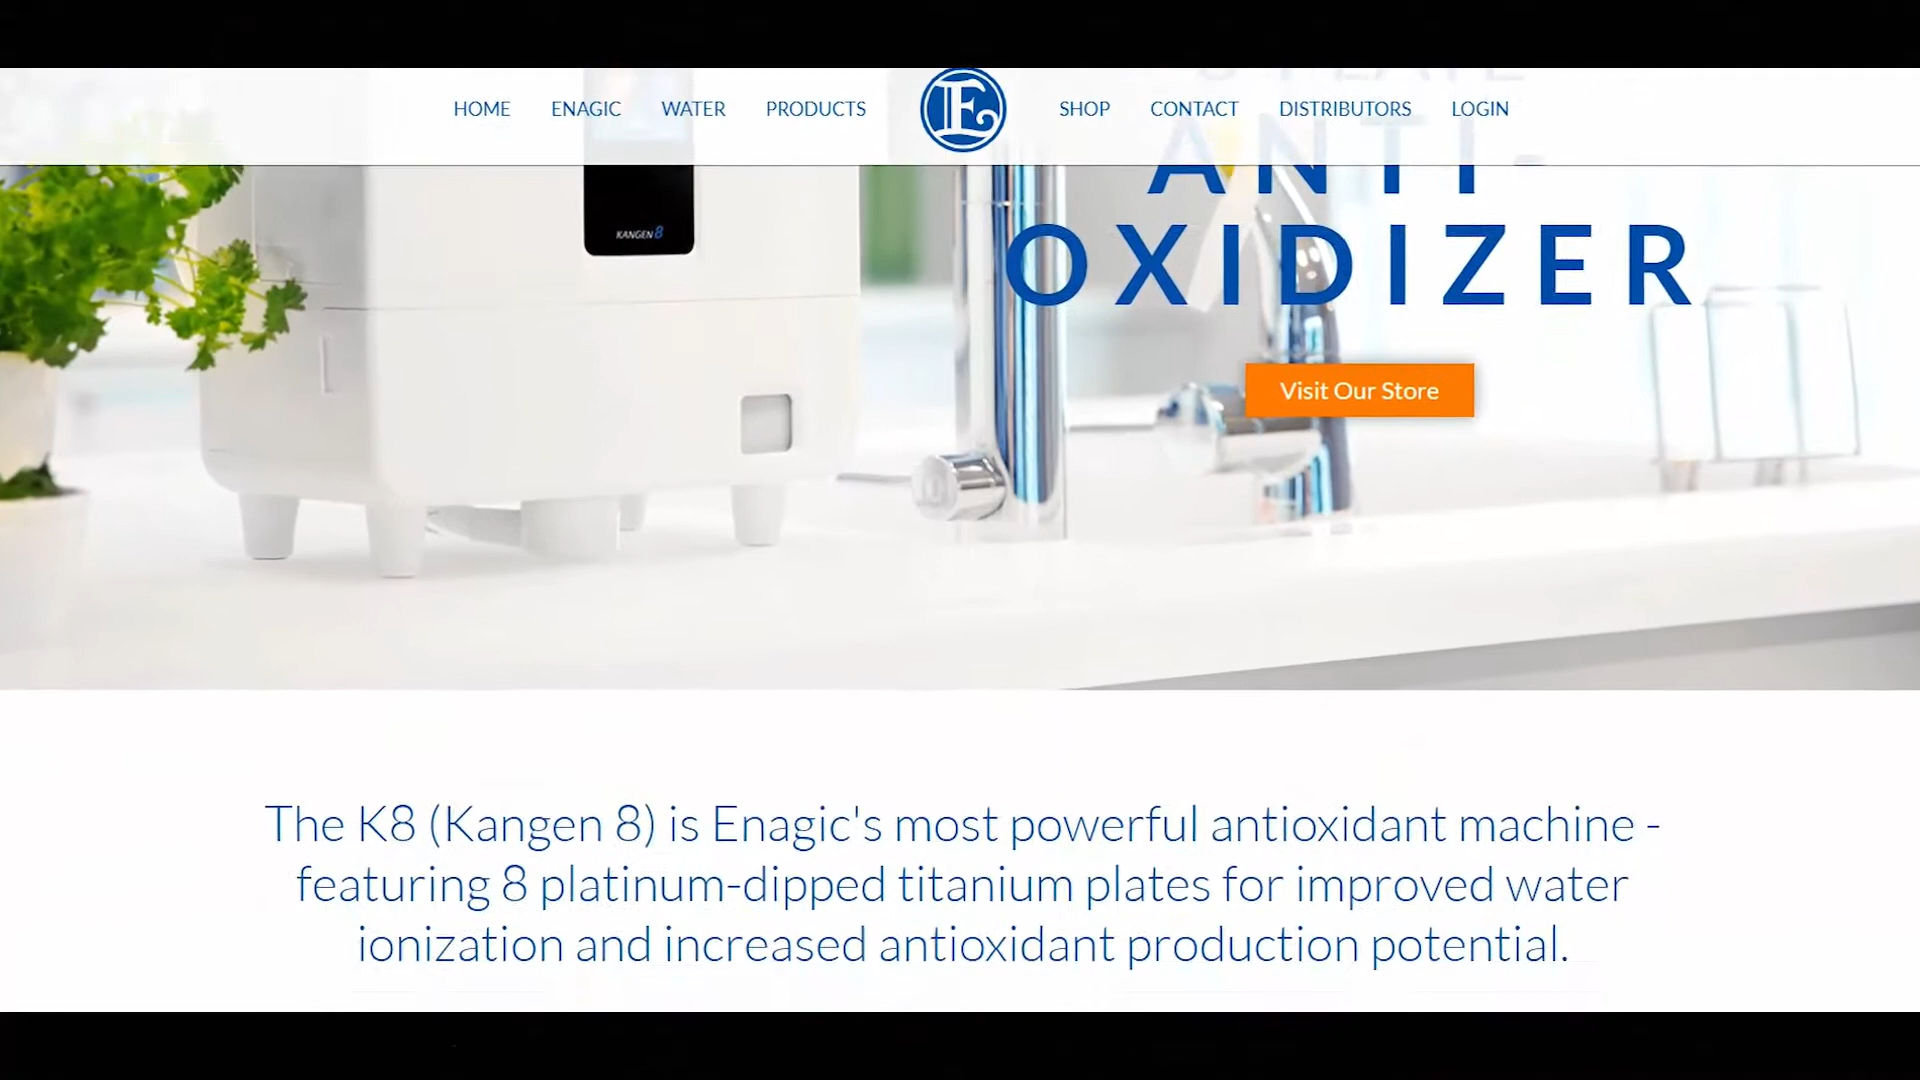 HOME ENAGIC WATER PRODUCTS E SHOP CONTACT DISTRIBUTORS LOGIN
ANTI-
OXIDIZER
KANGEN 8
Visit Our Store
The K8 (Kangen 8) is Enagic's most powerful antioxidant machine -
featuring 8 platinum-dipped titanium plates for improved water
ionization and increased antioxidant production potential.